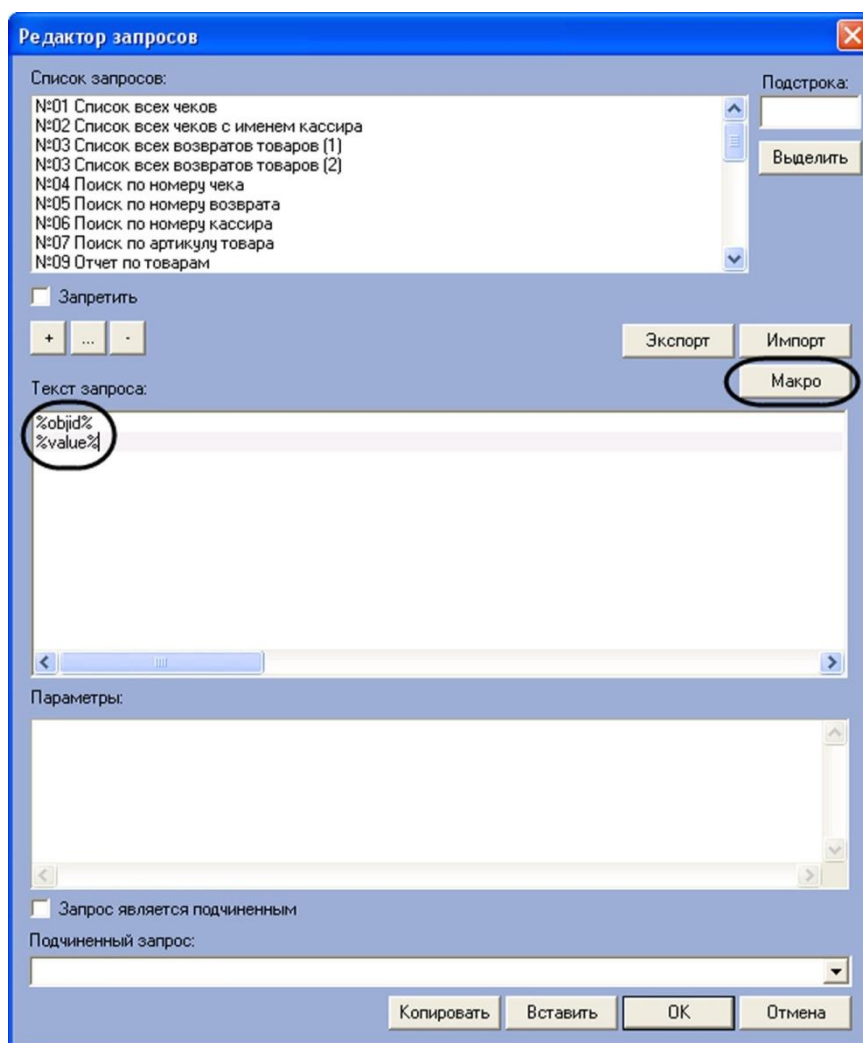 Редактор запросов
Список запросов:
Подстрока:
№01 Список всех чеков
№02 Список всех чеков с именем кассира
№03 Список всех возвратов товаров (1)
№03 Список всех возвратов товаров (2)
№04 Поиск по номеру чека
№05 Поиск по номеру возврата
№06 Поиск по номеру кассира
№07 Поиск по артикулу товара
№09 Отчет по товарам
Выделить
Запретить
+ ... -
Экспорт Импорт
Макро
Текст запроса:
%objid%
%value%
Параметры:
Запрос является подчиненным
Подчиненный запрос:
Копировать Вставить OK Отмена